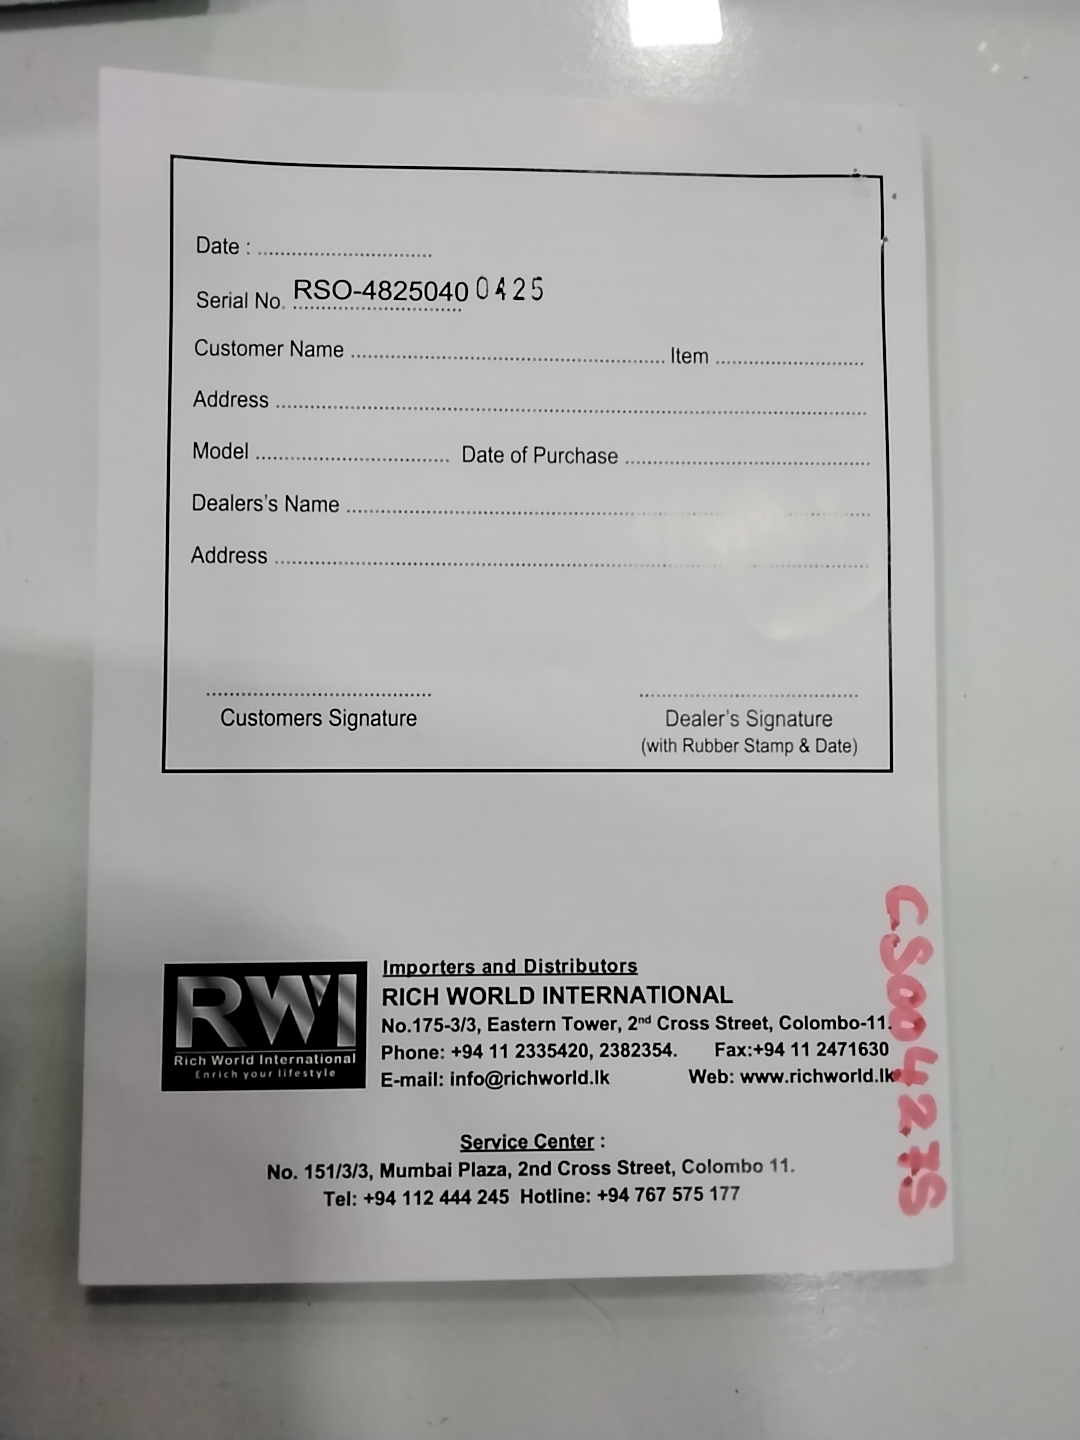 Date : ................................
Serial No. RSO-4825040 0425
Customer Name ................................ Item ................................
Address ................................
Model ................................ Date of Purchase ................................
Dealers's Name ................................
Address ................................
Customers Signature
Dealer's Signature
(with Rubber Stamp & Date)
RWI
Rich World International
Enrich your lifestyle
Importers and Distributors
RICH WORLD INTERNATIONAL
No.175-3/3, Eastern Tower, 2nd Cross Street, Colombo-11.
Phone: +94 11 2335420, 2382354. Fax:+94 11 2471630
E-mail: info@richworld.lk Web: www.richworld.lk
Service Center :
No. 151/3/3, Mumbai Plaza, 2nd Cross Street, Colombo 11.
Tel: +94 112 444 245 Hotline: +94 767 575 177
CS004275